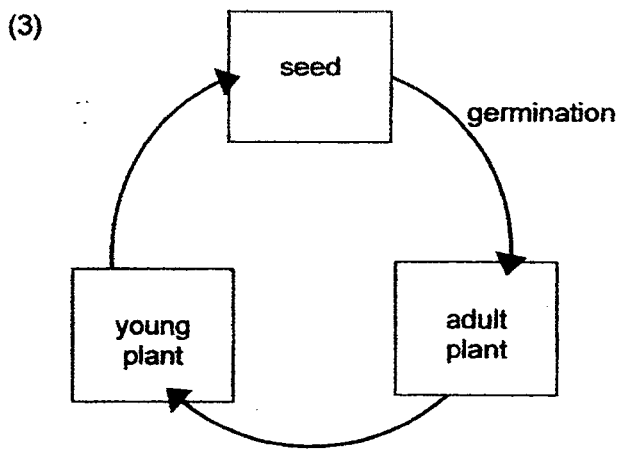 (3)
seed
germination
young
plant
adult
plant